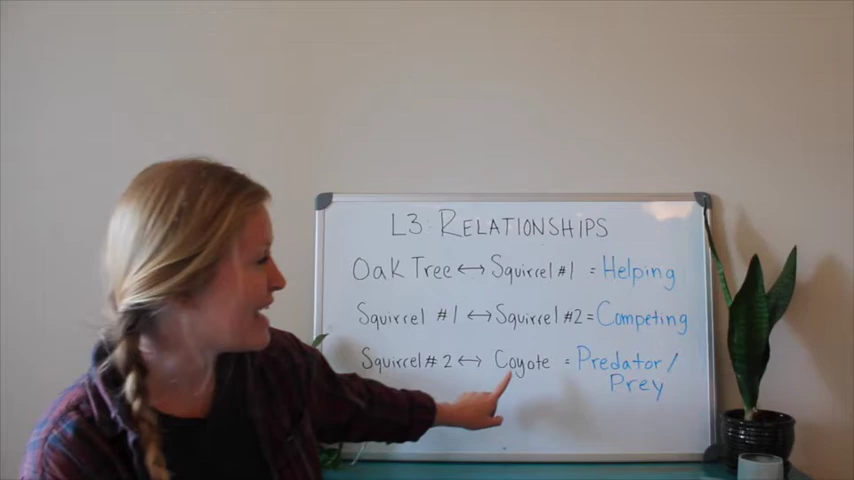 L3: RELATIONSHIPS
Oak Tree ↔ Squirrel #1 = Helping
Squirrel #1 ↔ Squirrel #2 = Competing
Squirrel #2 ↔ Coyote = Predator/
Prey